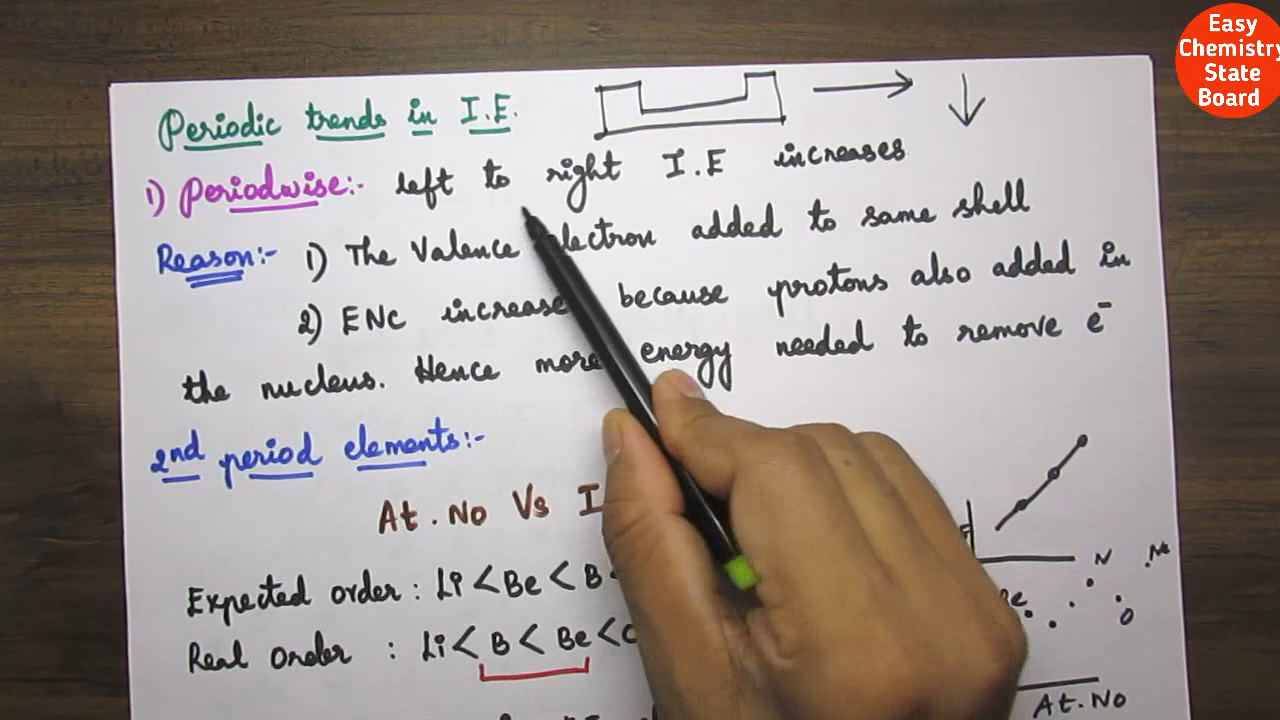 Easy
Chemistry
State
Board
Periodic trends in I.E.
1) Periodwise:- left to right I.E increases
Reason:- 1) The Valence electron added to same shell
2) ENC increase because protons also added in
the nucleus. Hence more energy needed to remove e⁻
2nd period elements:-
At. No Vs I
Expected order : Li < Be < B <
Real order : Li < B < Be < C
N Ne
O
At. No